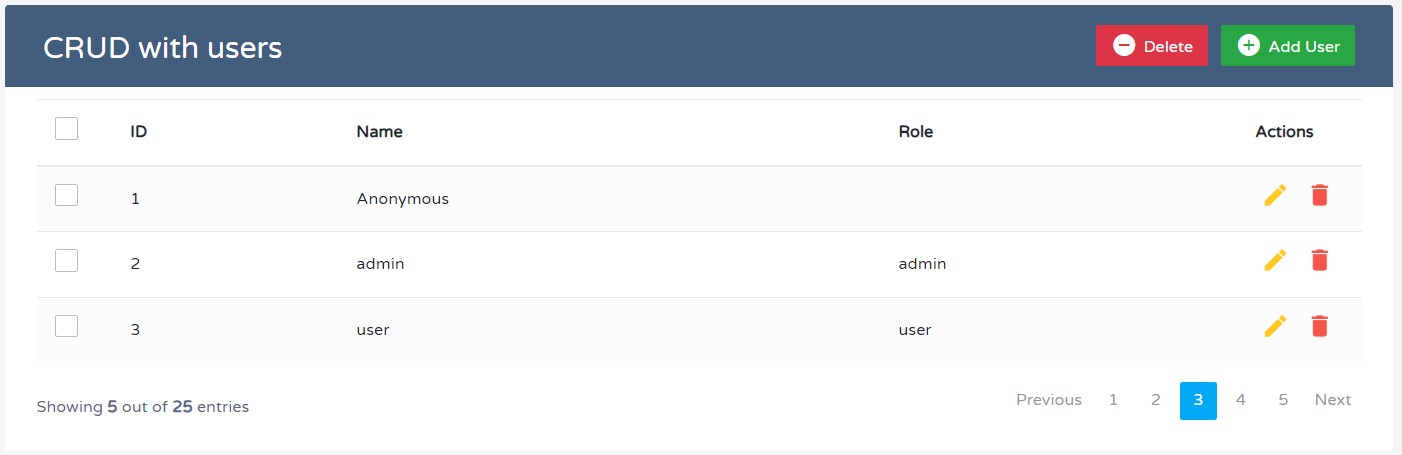 CRUD with users
Delete Add User
ID Name Role Actions
1 Anonymous
2 admin admin
3 user user
Showing 5 out of 25 entries
Previous 1 2 3 4 5 Next